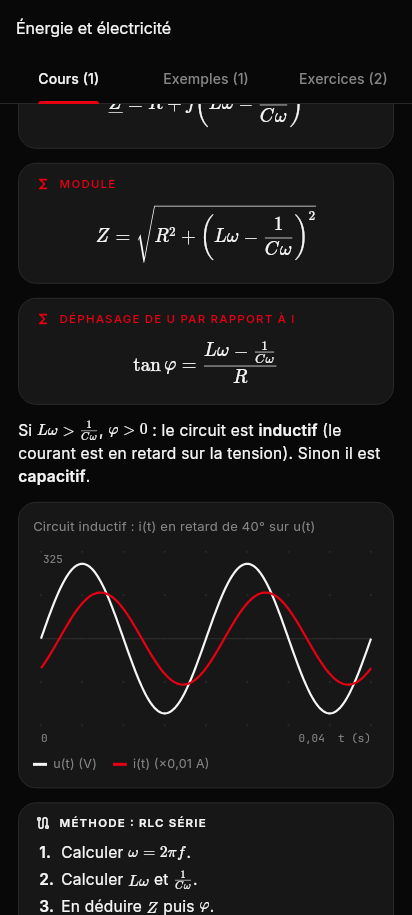 Énergie et électricité
Cours (1) Exemples (1) Exercices (2)
Z = R + j(Lω − 1/(Cω))
MODULE
Z = √(R² + (Lω − 1/(Cω))²)
DÉPHASAGE DE U PAR RAPPORT À I
tan φ = (Lω − 1/(Cω))/R
Si Lω > 1/(Cω), φ > 0 : le circuit est inductif (le
courant est en retard sur la tension). Sinon il est
capacitif.
Circuit inductif : i(t) en retard de 40° sur u(t)
325
0 0,04 t (s)
u(t) (V) i(t) (×0,01 A)
MÉTHODE : RLC SÉRIE
1. Calculer ω = 2πf.
2. Calculer Lω et 1/(Cω).
3. En déduire Z puis φ.